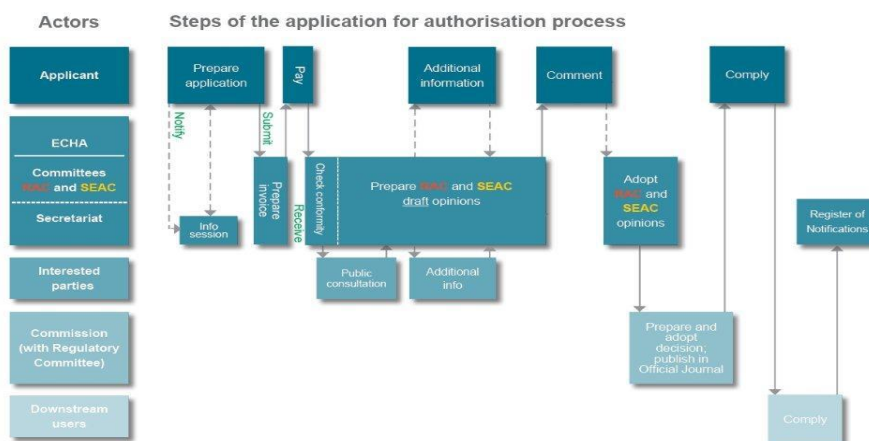 Actors
Steps of the application for authorisation process
Applicant
Prepare
application
Pay
Additional
information
Comment
Comply
Notify
Submit
ECHA
Committees
RAC and SEAC
Secretariat
Info
session
Prepare
invoice
Receive
Check conformity
Prepare RAC and SEAC
draft opinions
Adopt
RAC and
SEAC
opinions
Register of
Notifications
Interested
parties
Public
consultation
Additional
info
Commission
(with Regulatory
Committee)
Prepare and
adopt
decision;
publish in
Official Journal
Downstream
users
Comply